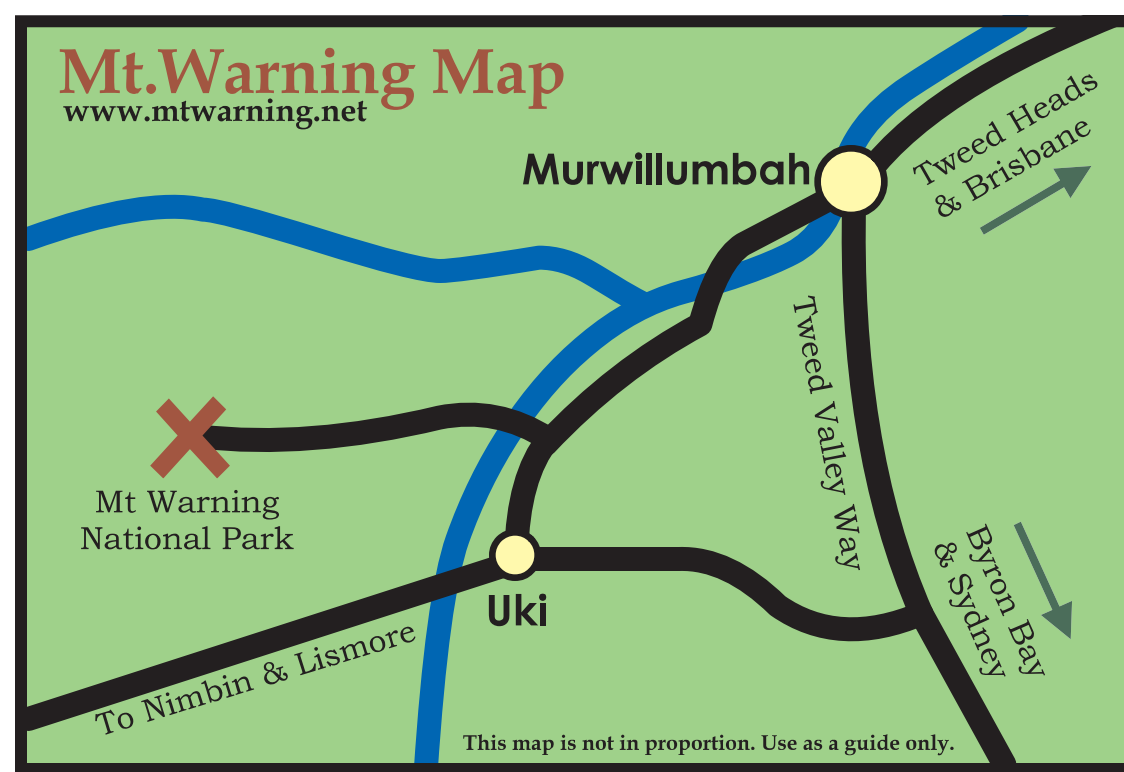 Mt.Warning Map
www.mtwarning.net
Murwillumbah
Tweed Heads
& Brisbane
Tweed Valley Way
Mt Warning
National Park
Byron Bay
& Sydney
Uki
To Nimbin & Lismore
This map is not in proportion. Use as a guide only.